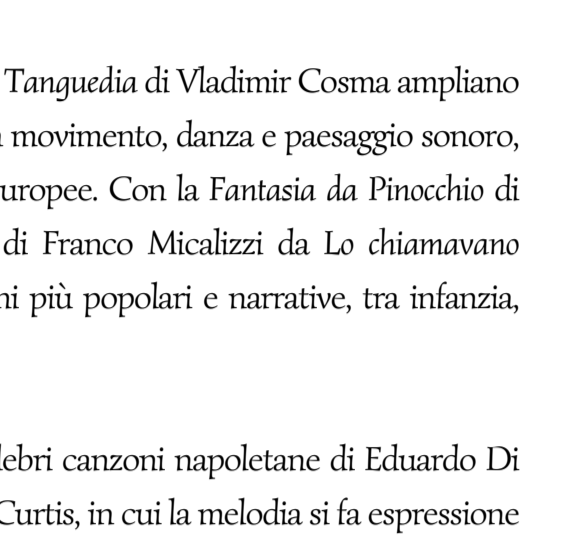 Tanguedia di Vladimir Cosma ampliano
movimento, danza e paesaggio sonoro,
uropee. Con la Fantasia da Pinocchio di
di Franco Micalizzi da Lo chiamavano
ni più popolari e narrative, tra infanzia,
lebri canzoni napoletane di Eduardo Di
Curtis, in cui la melodia si fa espressione